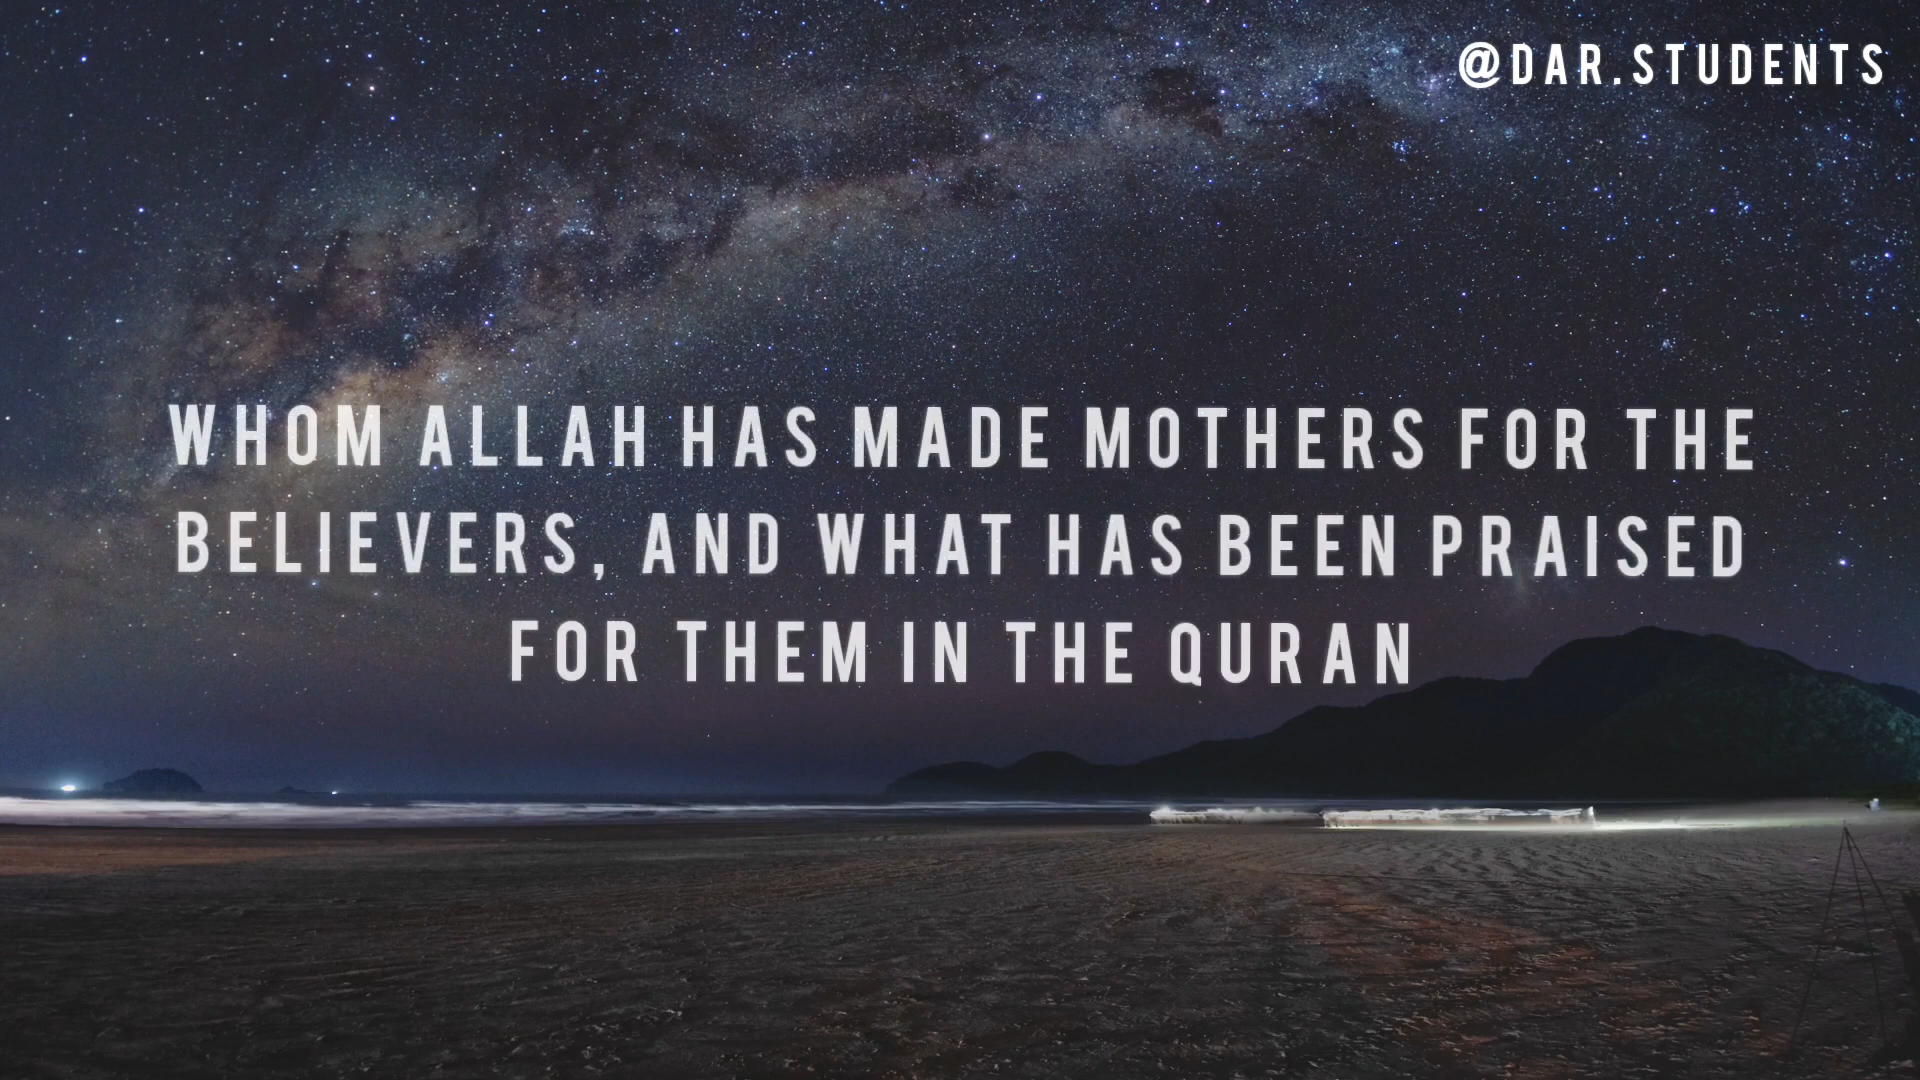 @DAR.STUDENTS
WHOM ALLAH HAS MADE MOTHERS FOR THE
BELIEVERS, AND WHAT HAS BEEN PRAISED
FOR THEM IN THE QURAN